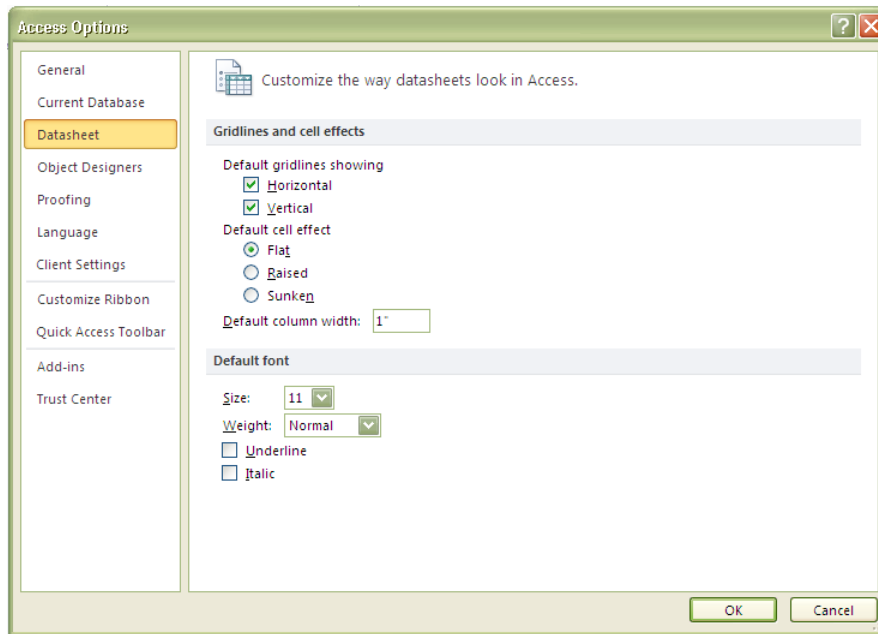 Access Options
General
Current Database
Datasheet
Object Designers
Proofing
Language
Client Settings
Customize Ribbon
Quick Access Toolbar
Add-ins
Trust Center
Customize the way datasheets look in Access.
Gridlines and cell effects
Default gridlines showing
Horizontal
Vertical
Default cell effect
Flat
Raised
Sunken
Default column width: 1"
Default font
Size: 11
Weight: Normal
Underline
Italic
OK Cancel